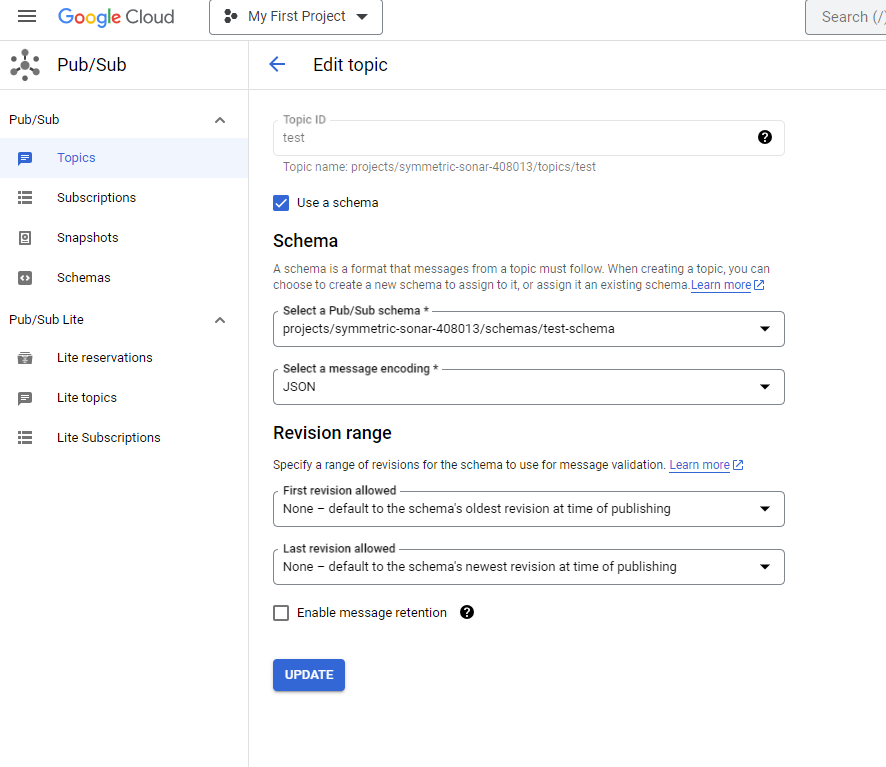 Google Cloud
My First Project
Search (/)
Pub/Sub
Edit topic
Pub/Sub
Topics
Subscriptions
Snapshots
Schemas
Pub/Sub Lite
Lite reservations
Lite topics
Lite Subscriptions
Topic ID
test
Topic name: projects/symmetric-sonar-408013/topics/test
Use a schema
Schema
A schema is a format that messages from a topic must follow. When creating a topic, you can
choose to create a new schema to assign to it, or assign it an existing schema. Learn more
Select a Pub/Sub schema *
projects/symmetric-sonar-408013/schemas/test-schema
Select a message encoding *
JSON
Revision range
Specify a range of revisions for the schema to use for message validation. Learn more
First revision allowed
None – default to the schema's oldest revision at time of publishing
Last revision allowed
None – default to the schema's newest revision at time of publishing
Enable message retention
UPDATE